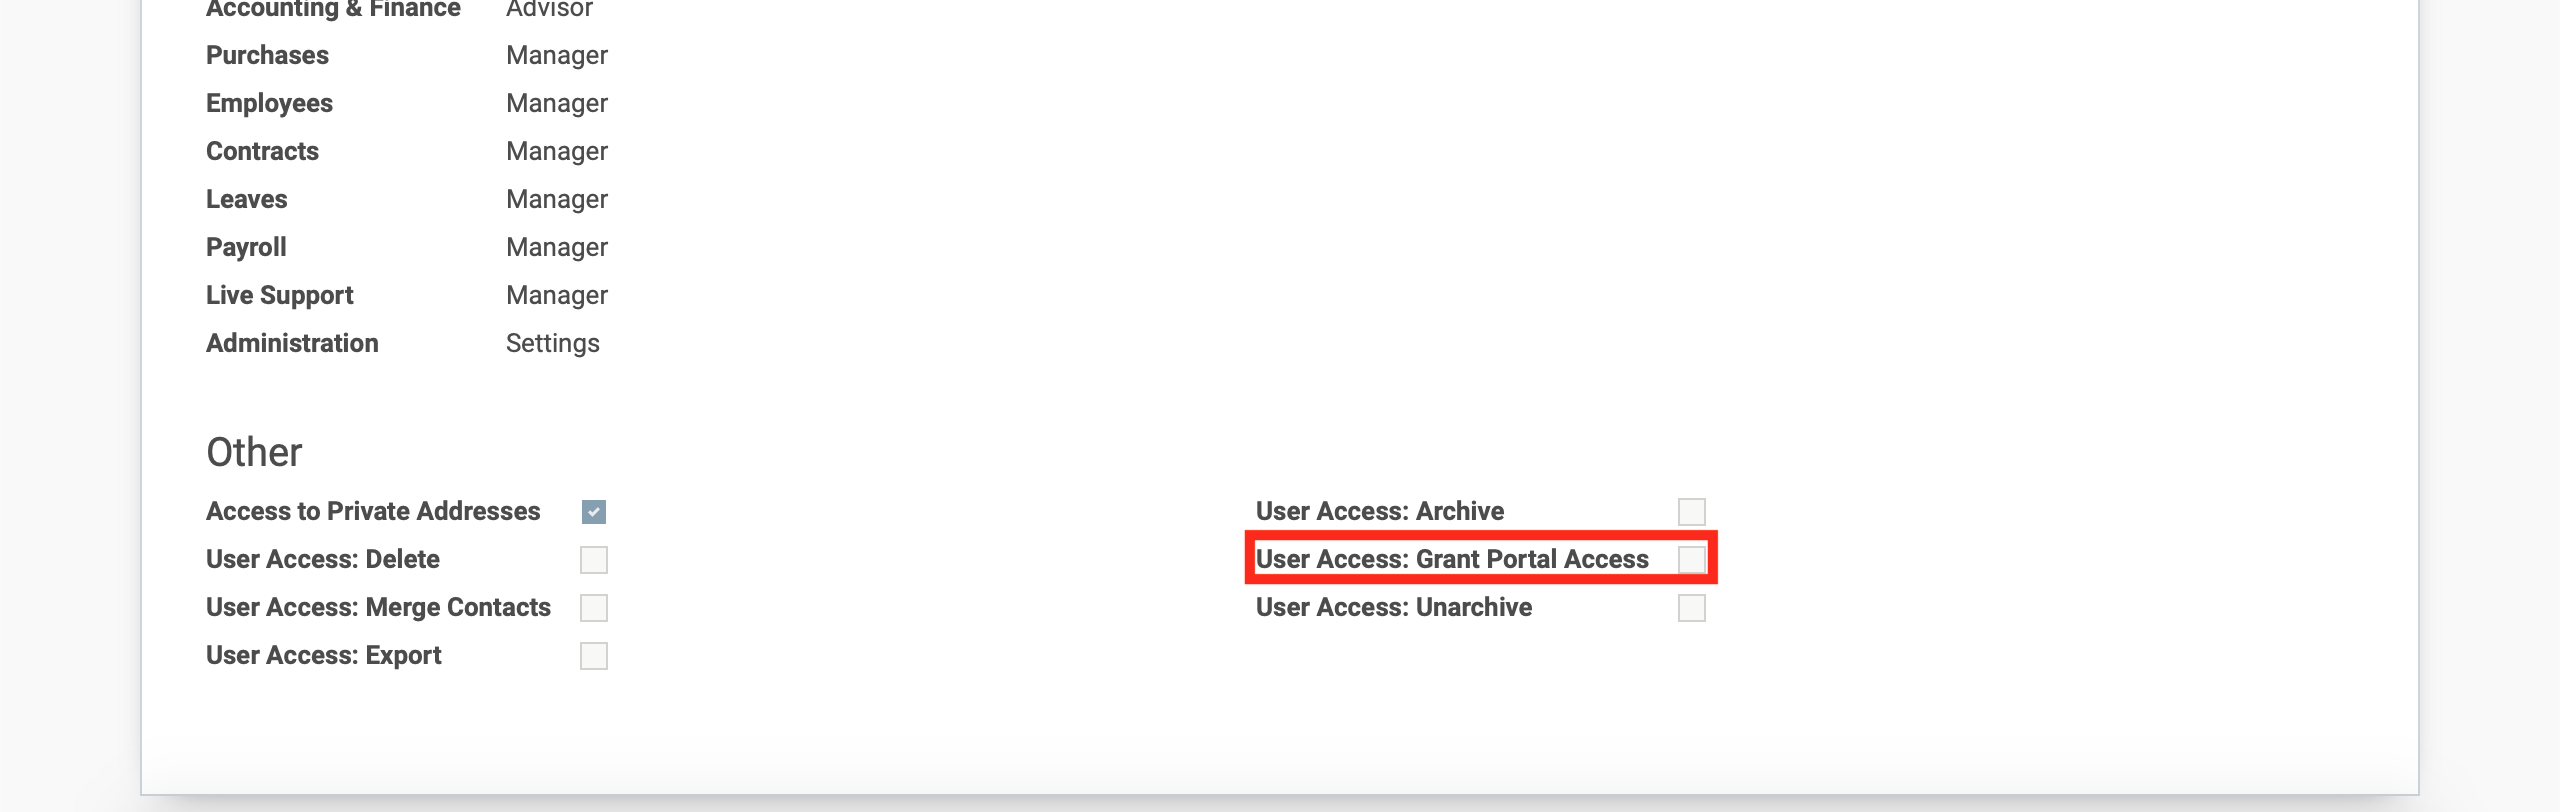 Accounting & Finance Advisor
Purchases Manager
Employees Manager
Contracts Manager
Leaves Manager
Payroll Manager
Live Support Manager
Administration Settings
Other
Access to Private Addresses User Access: Archive
User Access: Delete User Access: Grant Portal Access
User Access: Merge Contacts User Access: Unarchive
User Access: Export